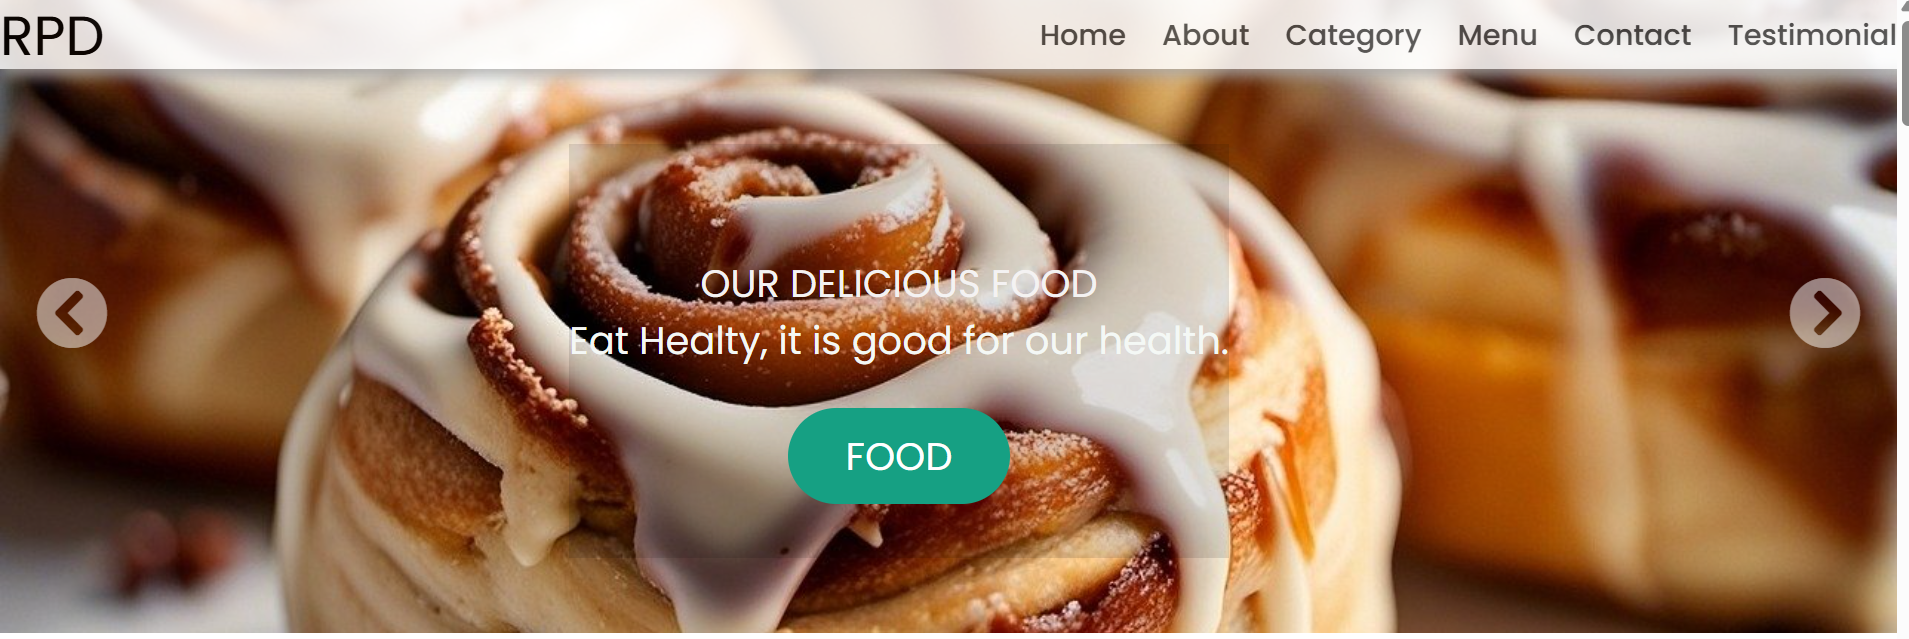 RPD
Home About Category Menu Contact Testimonial
OUR DELICIOUS FOOD
Eat Healty, it is good for our health.
FOOD